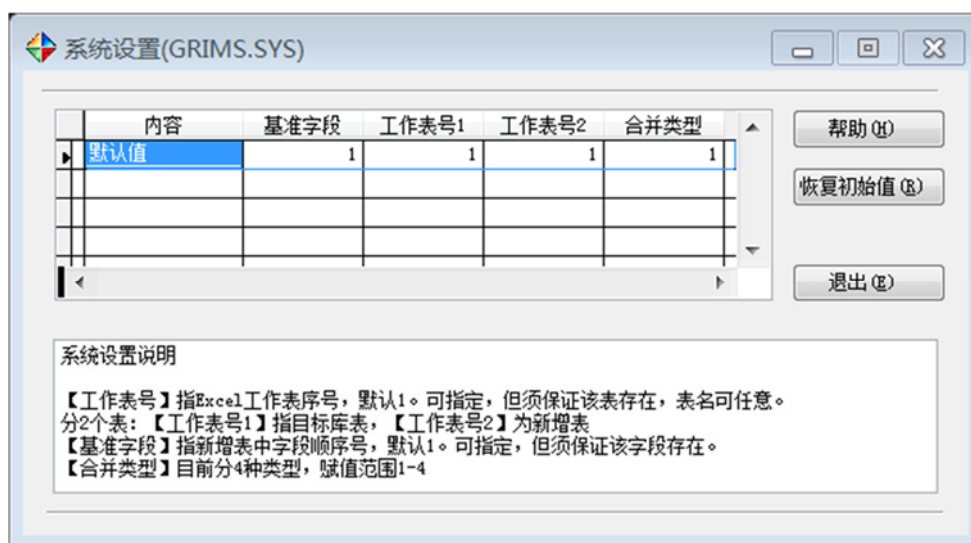 系统设置(GRIMS.SYS)
内容 基准字段 工作表号1 工作表号2 合并类型
默认值 1 1 1 1
帮助(H)
恢复初始值(R)
退出(E)
系统设置说明
【工作表号】指Excel工作表序号，默认1。可指定，但须保证该表存在，表名可任意。
分2个表：【工作表号1】指目标库表，【工作表号2】为新增表
【基准字段】指新增表中字段顺序号，默认1。可指定，但须保证该字段存在。
【合并类型】目前分4种类型，赋值范围1-4